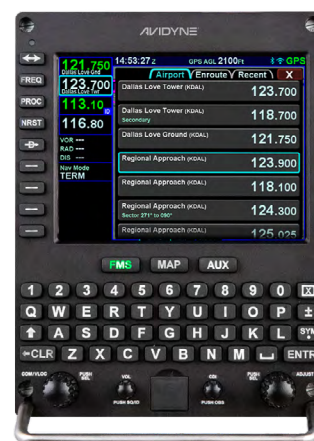 AVIDYNE
121.750
Dallas Love Gnd
14:53:27 z GPS AGL 2100Ft GPS
Airport Enroute Recent X
FREQ
123.700
Dallas Love Twr
Dallas Love Tower (KDAL) 123.700
PROC
113.10
NRST
116.80
Dallas Love Tower (KDAL)
Secondary
118.700
VOR ---
RAD ---
DIS ---
Dallas Love Ground (KDAL) 121.750
Nav Mode
TERM
Regional Approach (KDAL) 123.900
Regional Approach (KDAL) 118.100
Regional Approach (KDAL)
Sector 271° to 090°
124.300
Regional Approach (KDAL) 125.025
FMS MAP AUX
1 2 3 4 5 6 7 8 9 0
Q W E R T Y U I O P ±
A S D F G H J K L SYM
CLR Z X C V B N M ENTR
COM/VLOC PUSH SEL VOL PUSH SQ/ID CDI PUSH OBS PUSH SEL ADJUST